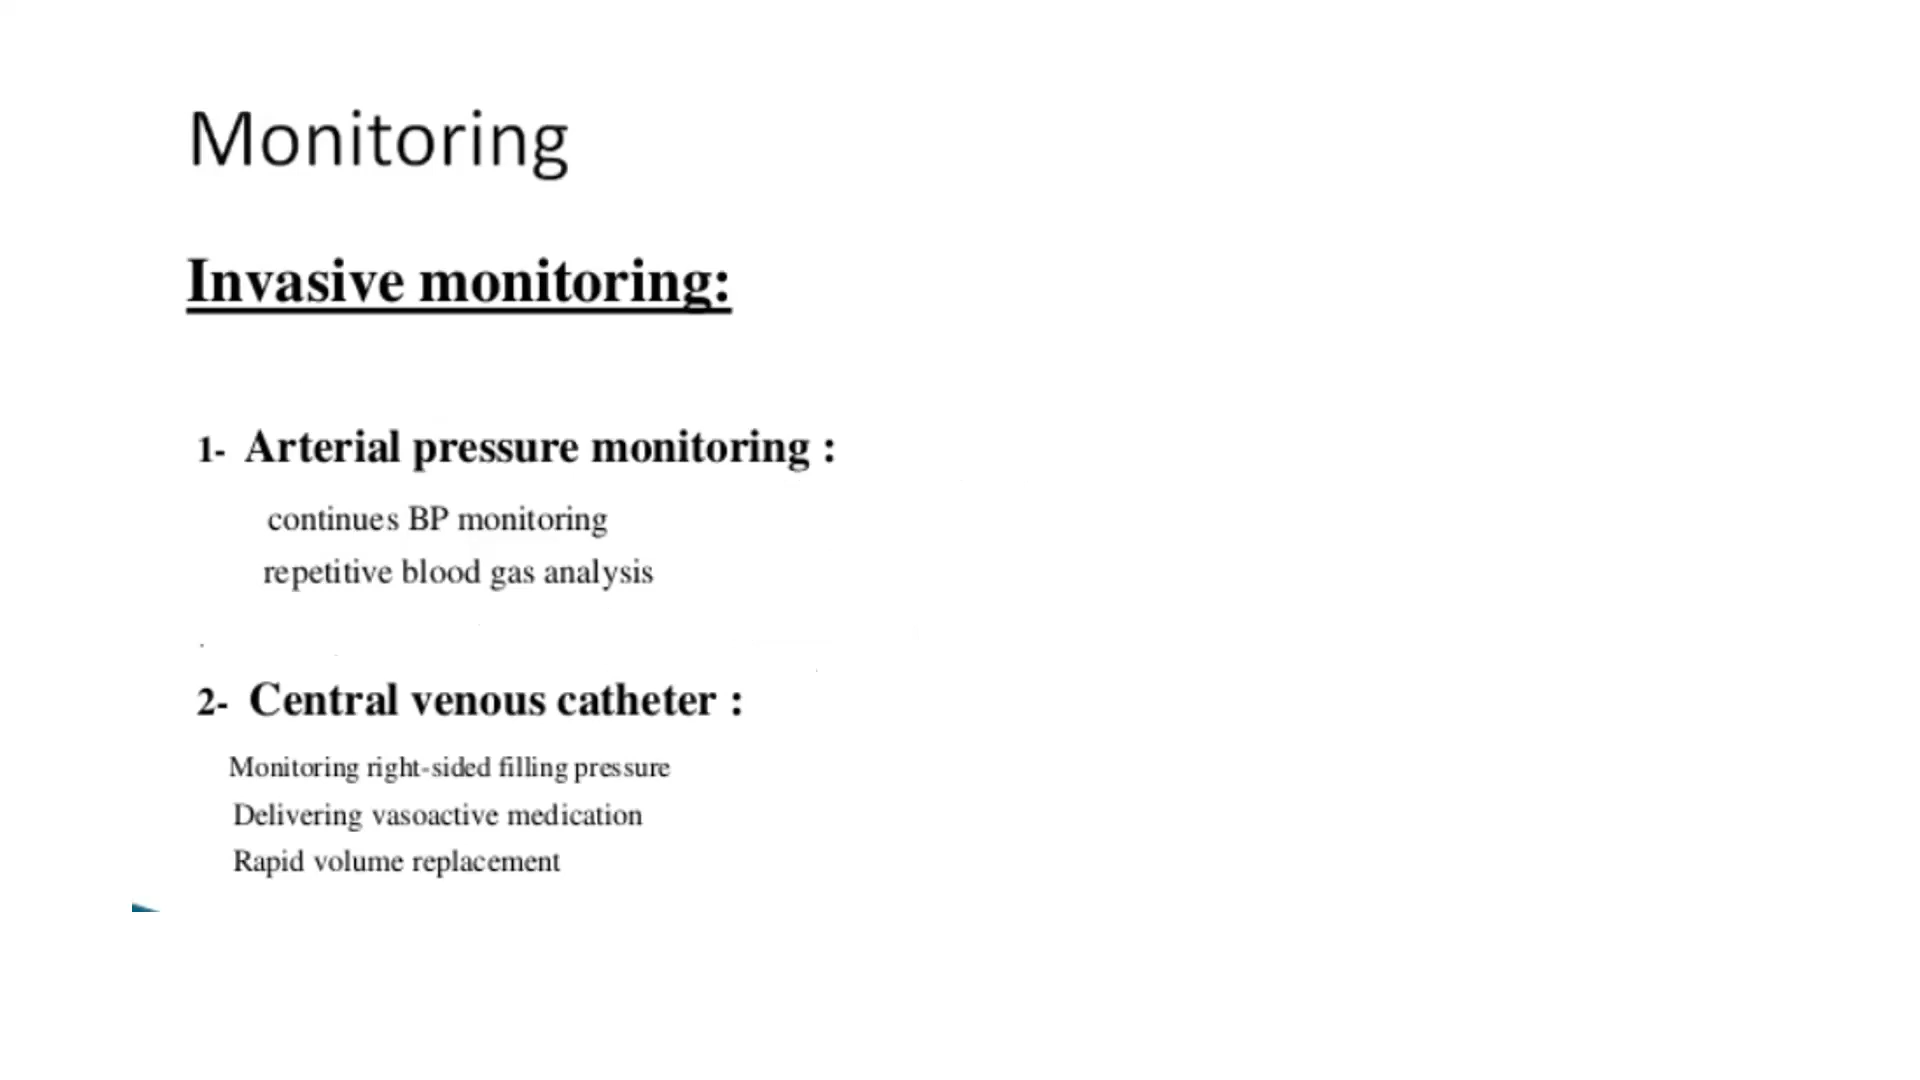 Monitoring
Invasive monitoring:
1- Arterial pressure monitoring :
continues BP monitoring
repetitive blood gas analysis
2- Central venous catheter :
Monitoring right-sided filling pressure
Delivering vasoactive medication
Rapid volume replacement